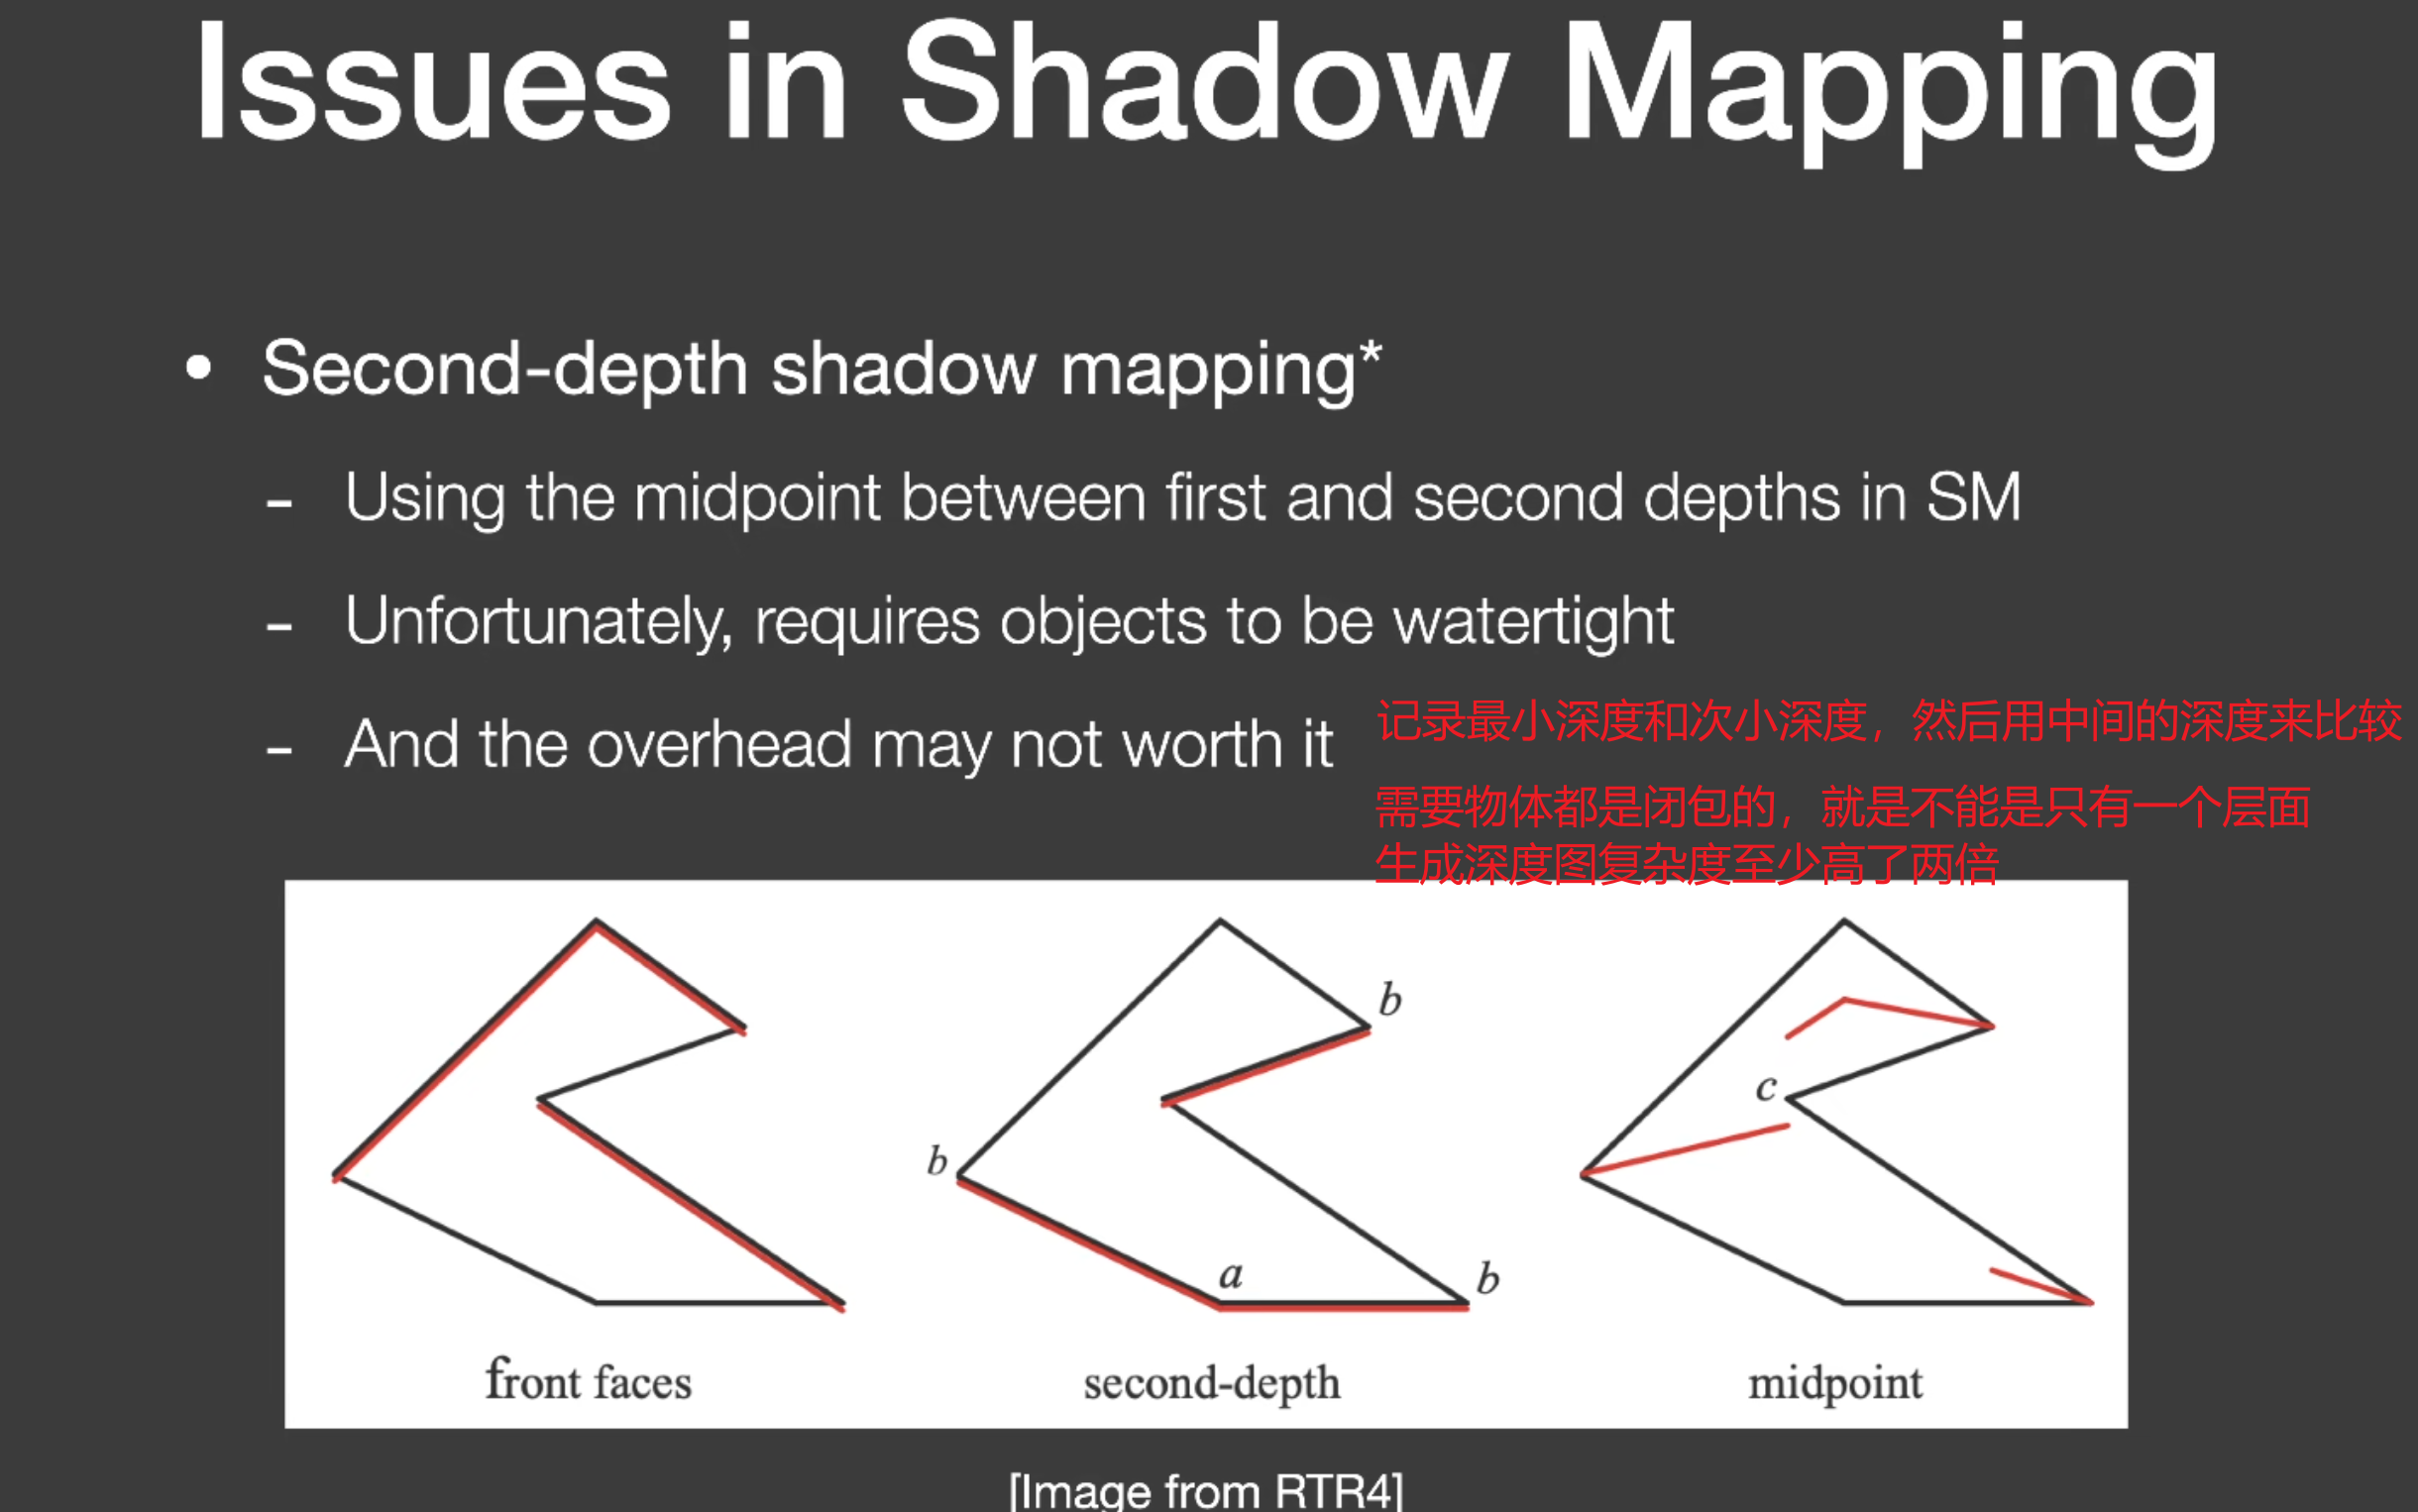 Issues in Shadow Mapping
• Second-depth shadow mapping*
- Using the midpoint between first and second depths in SM
- Unfortunately, requires objects to be watertight
- And the overhead may not worth it
记录最小深度和次小深度，然后用中间的深度来比较
需要物体都是闭包的，就是不能是只有一个层面
生成深度图复杂度至少高了两倍
b
c
b
a
b
front faces
second-depth
midpoint
[Image from RTR4]